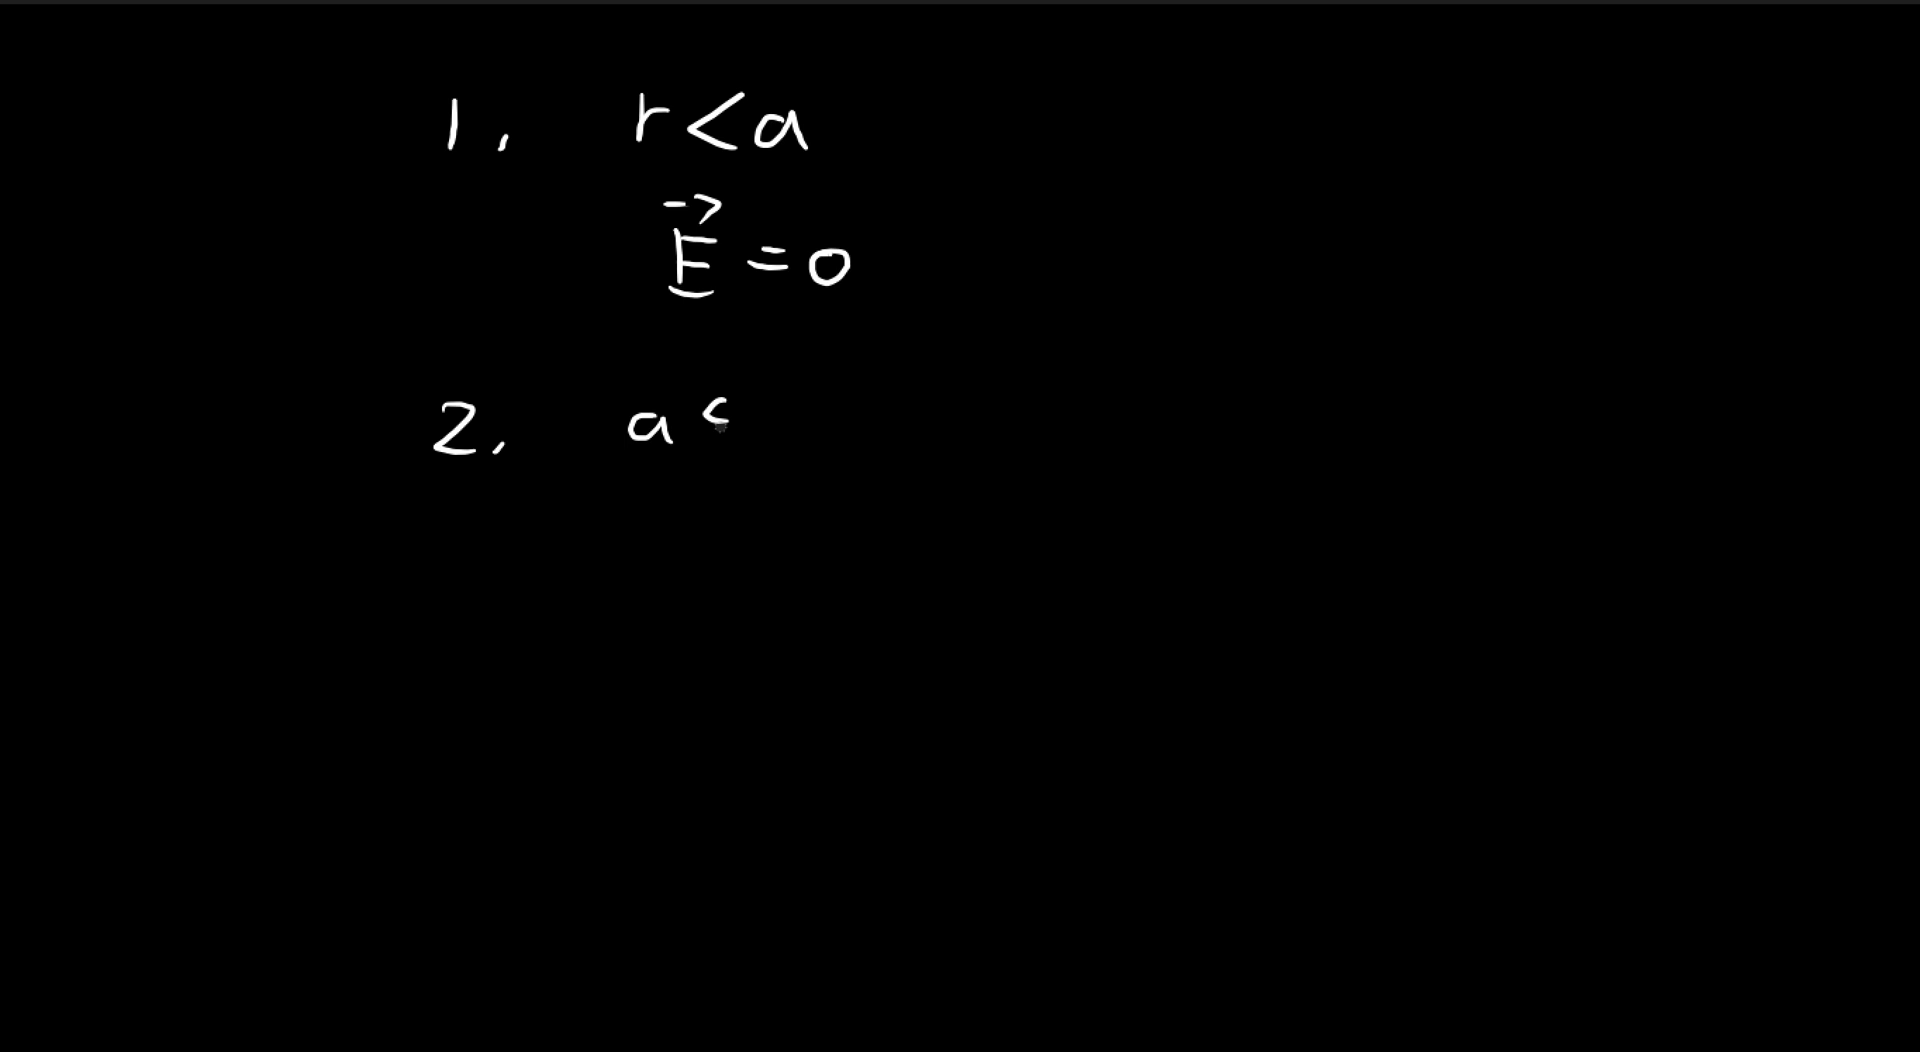 1, r<a
E⃗ = 0
2, a <